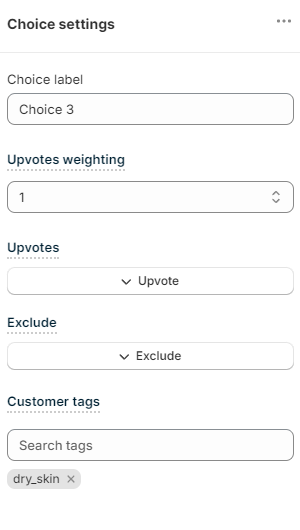 Choice settings
Choice label
Choice 3
Upvotes weighting
1
Upvotes
Upvote
Exclude
Exclude
Customer tags
Search tags
dry_skin